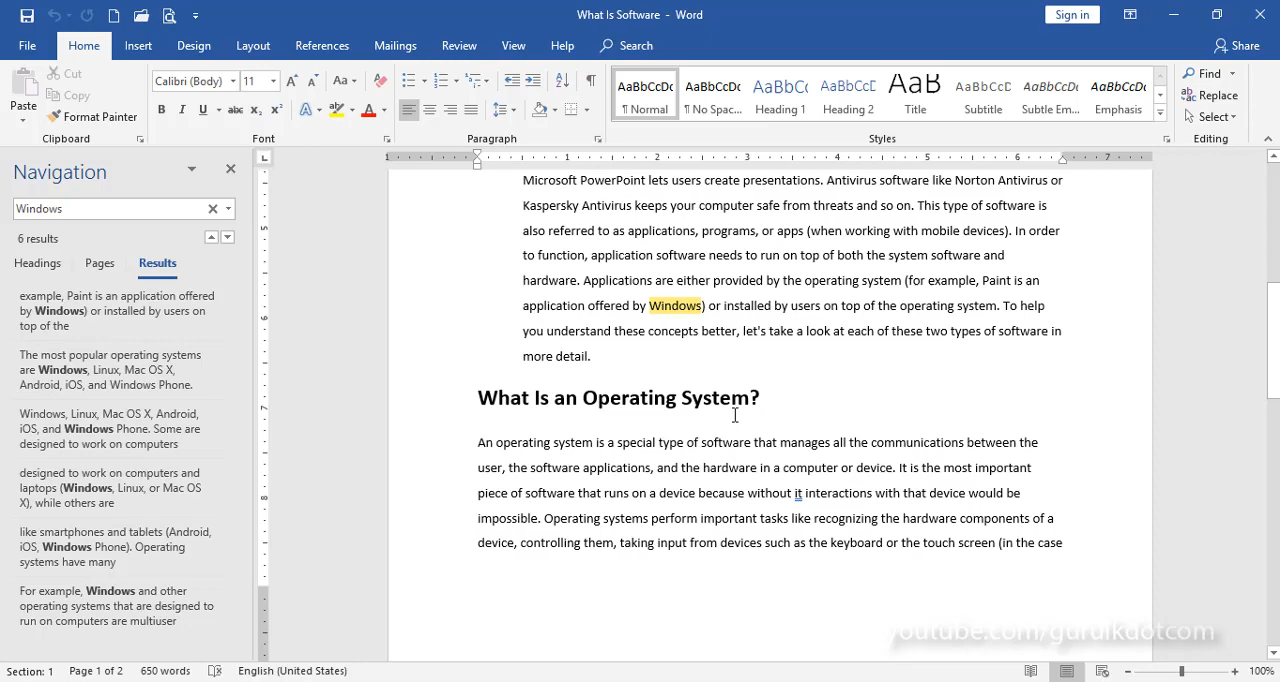 What Is Software - Word
Sign in
File Home Insert Design Layout References Mailings Review View Help Search Share
Paste
Cut
Copy
Format Painter
Clipboard
Calibri (Body) 11
Font
Paragraph
AaBbCcDc AaBbCcDc AaBbCc AaBbCcD AaB AaBbCcD AaBbCcDc AaBbCcDc
¶ Normal ¶ No Spac... Heading 1 Heading 2 Title Subtitle Subtle Em... Emphasis
Styles
Find
Replace
Select
Editing
Navigation
Windows
6 results
Headings Pages Results
example, Paint is an application offered
by Windows) or installed by users on
top of the
The most popular operating systems
are Windows, Linux, Mac OS X,
Android, iOS, and Windows Phone.
Windows, Linux, Mac OS X, Android,
iOS, and Windows Phone. Some are
designed to work on computers
designed to work on computers and
laptops (Windows, Linux, or Mac OS
X), while others are
like smartphones and tablets (Android,
iOS, Windows Phone). Operating
systems have many
For example, Windows and other
operating systems that are designed to
run on computers are multiuser
1 1 2 3 4 5 6 7
5
6
7
8
Microsoft PowerPoint lets users create presentations. Antivirus software like Norton Antivirus or
Kaspersky Antivirus keeps your computer safe from threats and so on. This type of software is
also referred to as applications, programs, or apps (when working with mobile devices). In order
to function, application software needs to run on top of both the system software and
hardware. Applications are either provided by the operating system (for example, Paint is an
application offered by Windows) or installed by users on top of the operating system. To help
you understand these concepts better, let's take a look at each of these two types of software in
more detail.
What Is an Operating System?
An operating system is a special type of software that manages all the communications between the
user, the software applications, and the hardware in a computer or device. It is the most important
piece of software that runs on a device because without it interactions with that device would be
impossible. Operating systems perform important tasks like recognizing the hardware components of a
device, controlling them, taking input from devices such as the keyboard or the touch screen (in the case
youtube.com/gurulkdotcom
Section: 1 Page 1 of 2 650 words English (United States) 100%